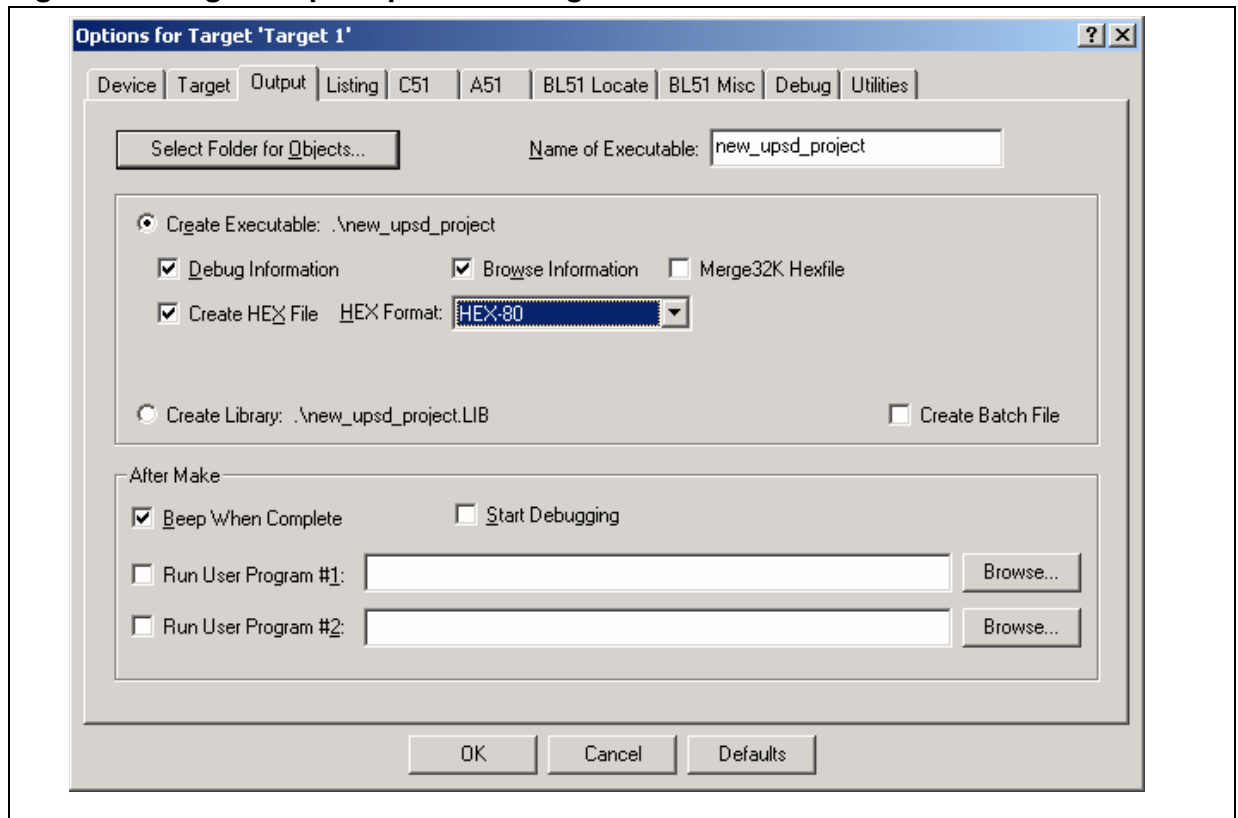 Options for Target 'Target 1'
Device Target Output Listing C51 A51 BL51 Locate BL51 Misc Debug Utilities
Select Folder for Objects... Name of Executable: new_upsd_project
Create Executable: .\new_upsd_project
Debug Information Browse Information Merge32K Hexfile
Create HEX File HEX Format: HEX-80
Create Library: .\new_upsd_project.LIB Create Batch File
After Make
Beep When Complete Start Debugging
Run User Program #1: Browse...
Run User Program #2: Browse...
OK Cancel Defaults